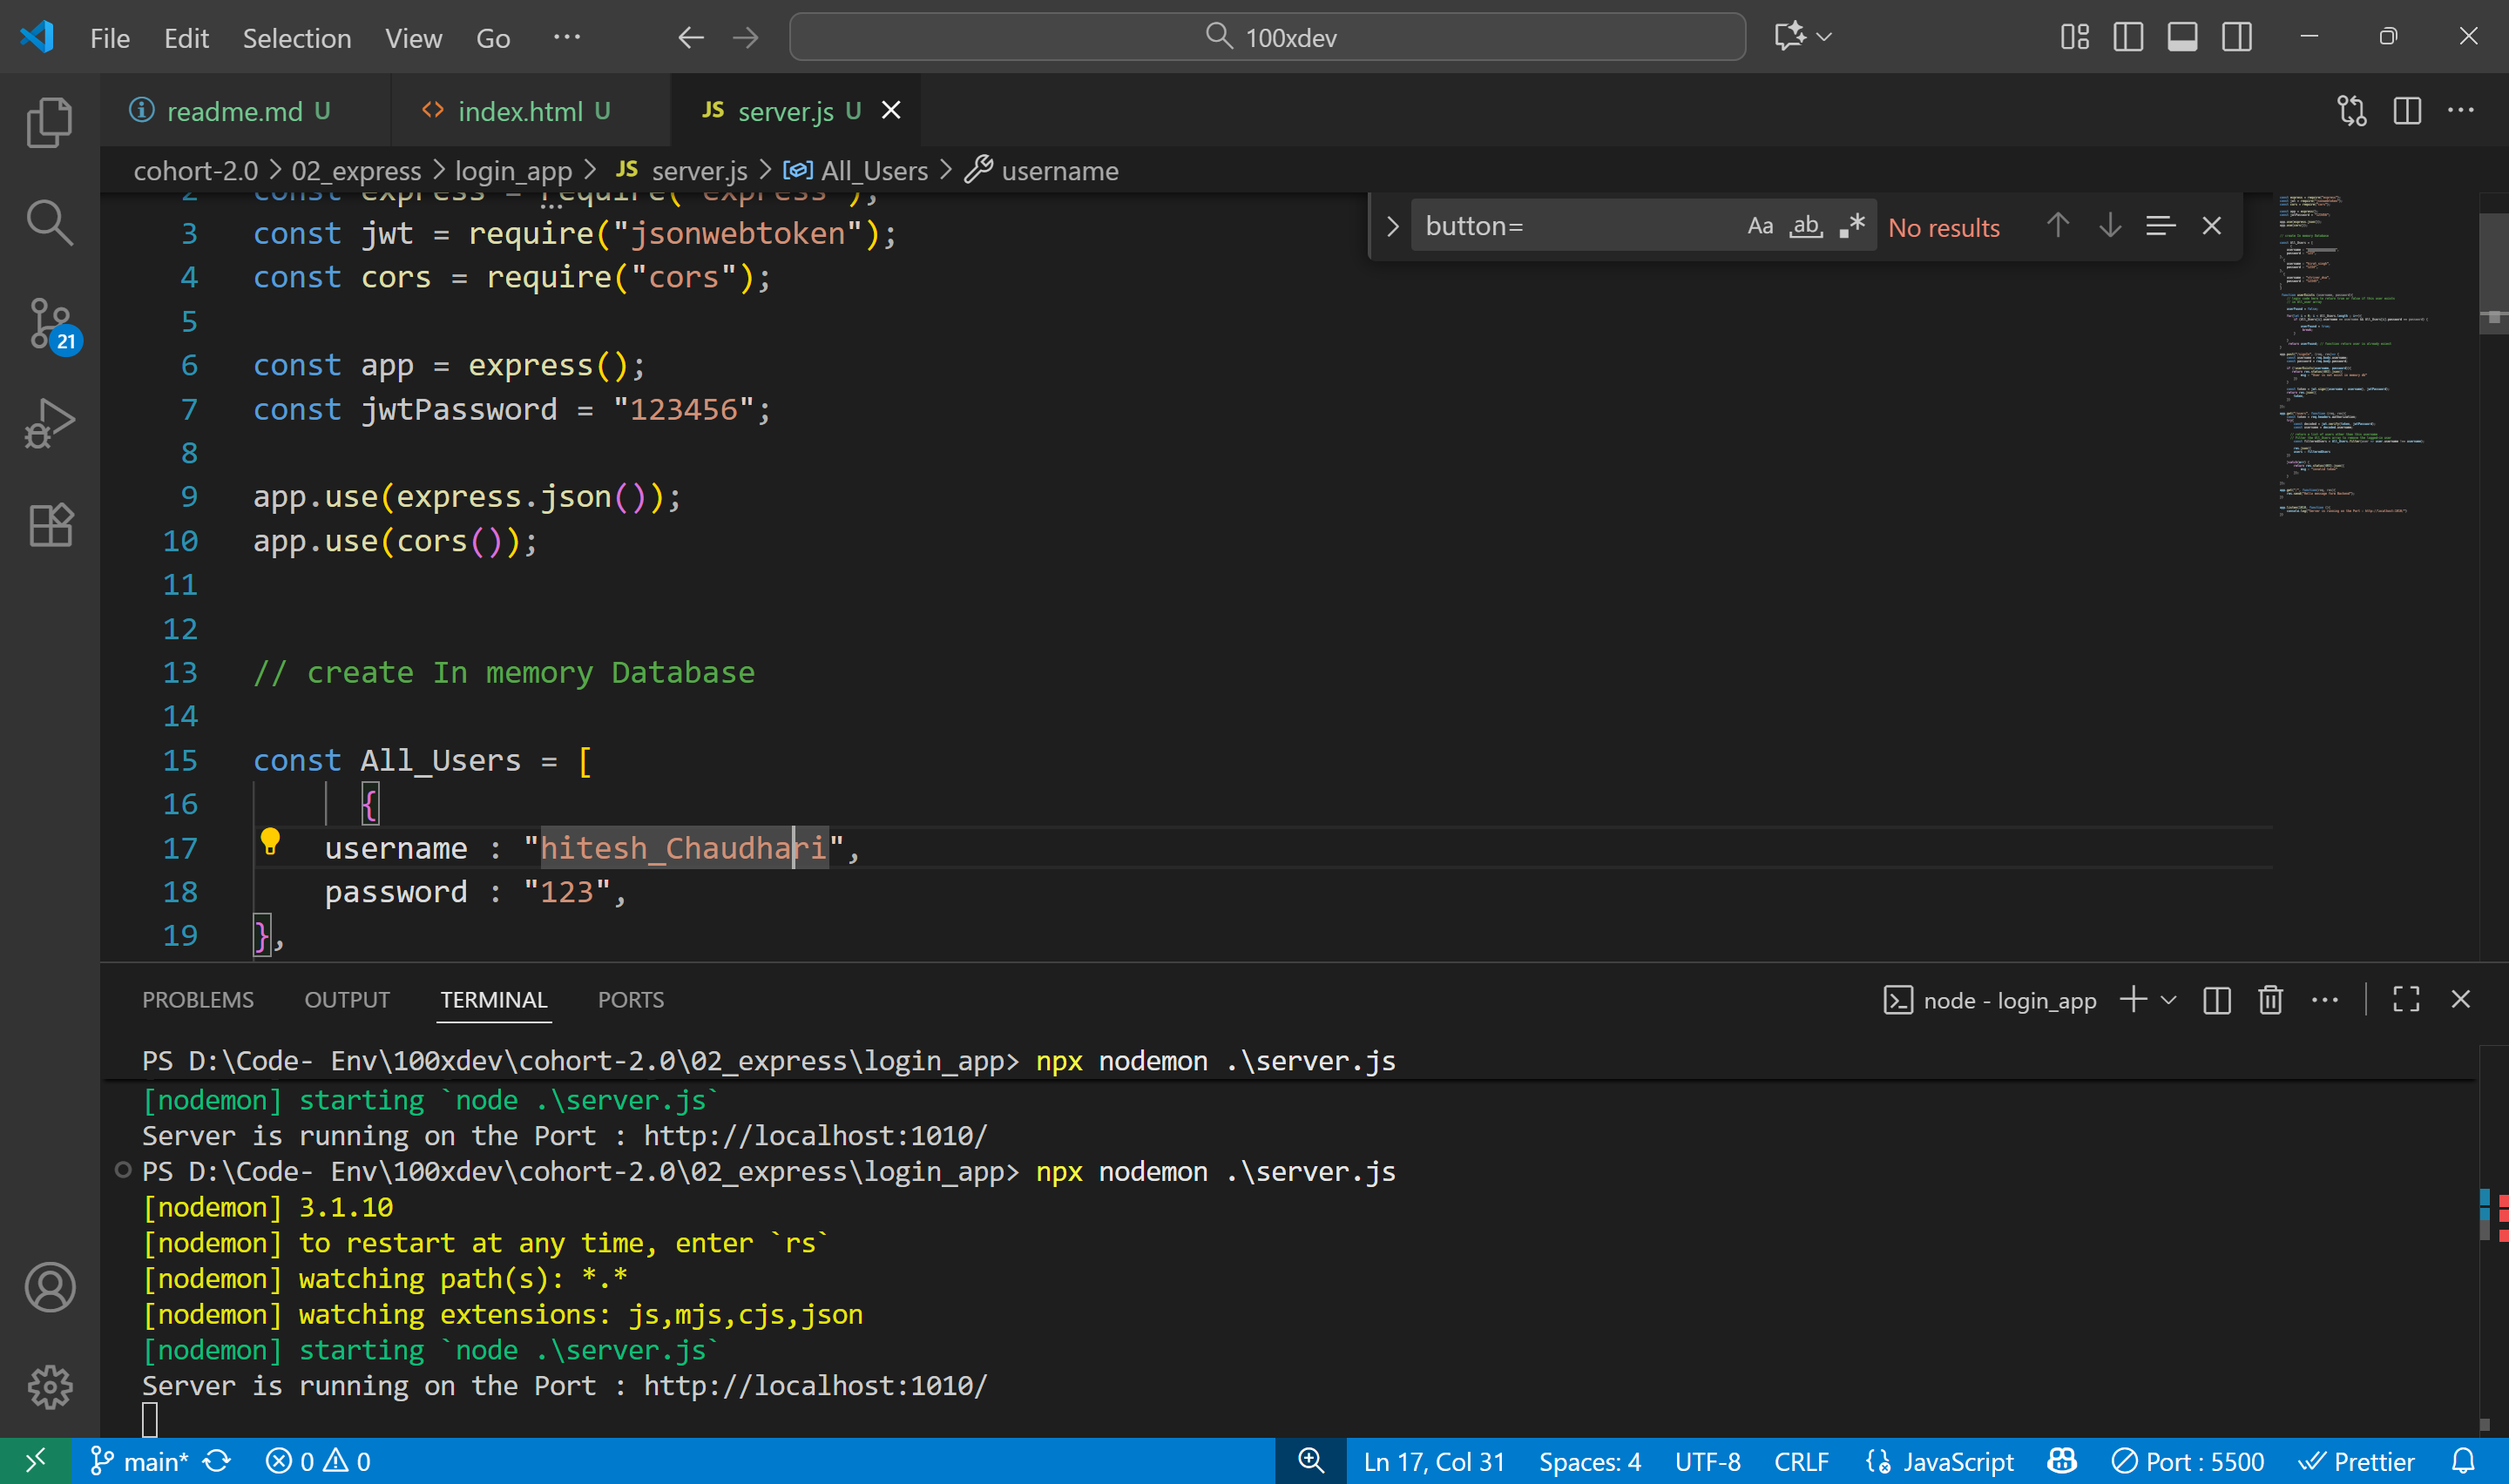 File Edit Selection View Go ··· 100xdev
readme.md U index.html U JS server.js U
cohort-2.0 > 02_express > login_app > JS server.js > All_Users > username
2 const express = require("express");
button= Aa ab .* No results
3 const jwt = require("jsonwebtoken");
4 const cors = require("cors");
5
6 const app = express();
7 const jwtPassword = "123456";
8
9 app.use(express.json());
10 app.use(cors());
11
12
13 // create In memory Database
14
15 const All_Users = [
16 {
17 username : "hitesh_Chaudhari",
18 password : "123",
19 },
21
PROBLEMS OUTPUT TERMINAL PORTS node - login_app
PS D:\Code- Env\100xdev\cohort-2.0\02_express\login_app> npx nodemon .\server.js
[nodemon] starting `node .\server.js`
Server is running on the Port : http://localhost:1010/
PS D:\Code- Env\100xdev\cohort-2.0\02_express\login_app> npx nodemon .\server.js
[nodemon] 3.1.10
[nodemon] to restart at any time, enter `rs`
[nodemon] watching path(s): *.*
[nodemon] watching extensions: js,mjs,cjs,json
[nodemon] starting `node .\server.js`
Server is running on the Port : http://localhost:1010/
main* 0 0 Ln 17, Col 31 Spaces: 4 UTF-8 CRLF JavaScript Port : 5500 Prettier